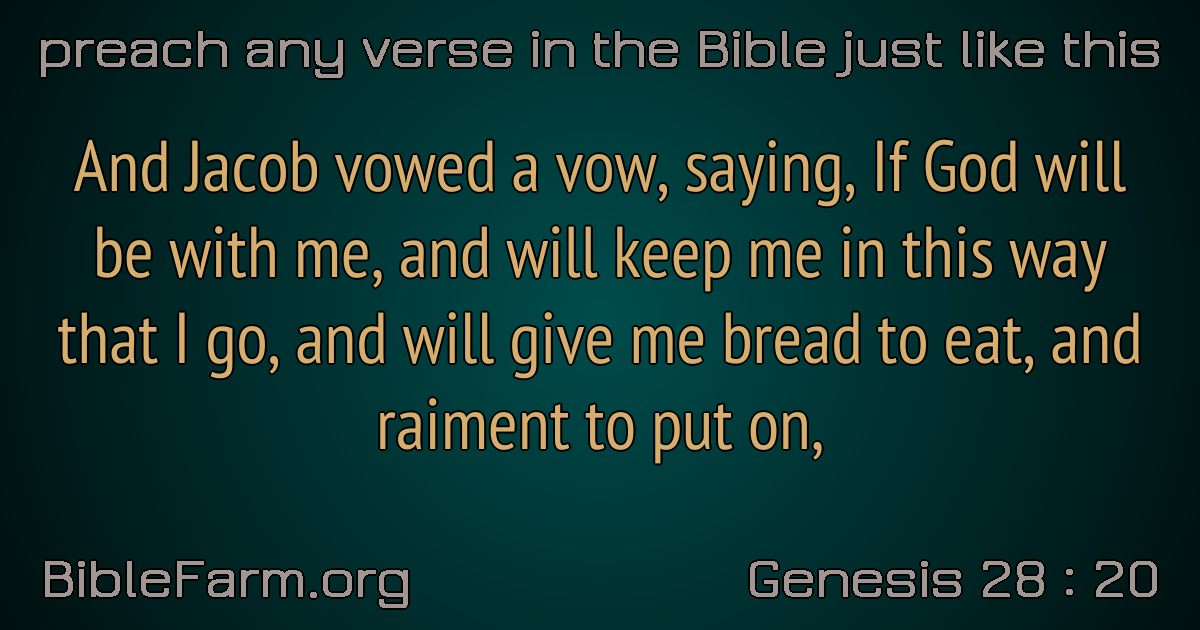 preach any verse in the Bible just like this
And Jacob vowed a vow, saying, If God will
be with me, and will keep me in this way
that I go, and will give me bread to eat, and
raiment to put on,
BibleFarm.org
Genesis 28 : 20